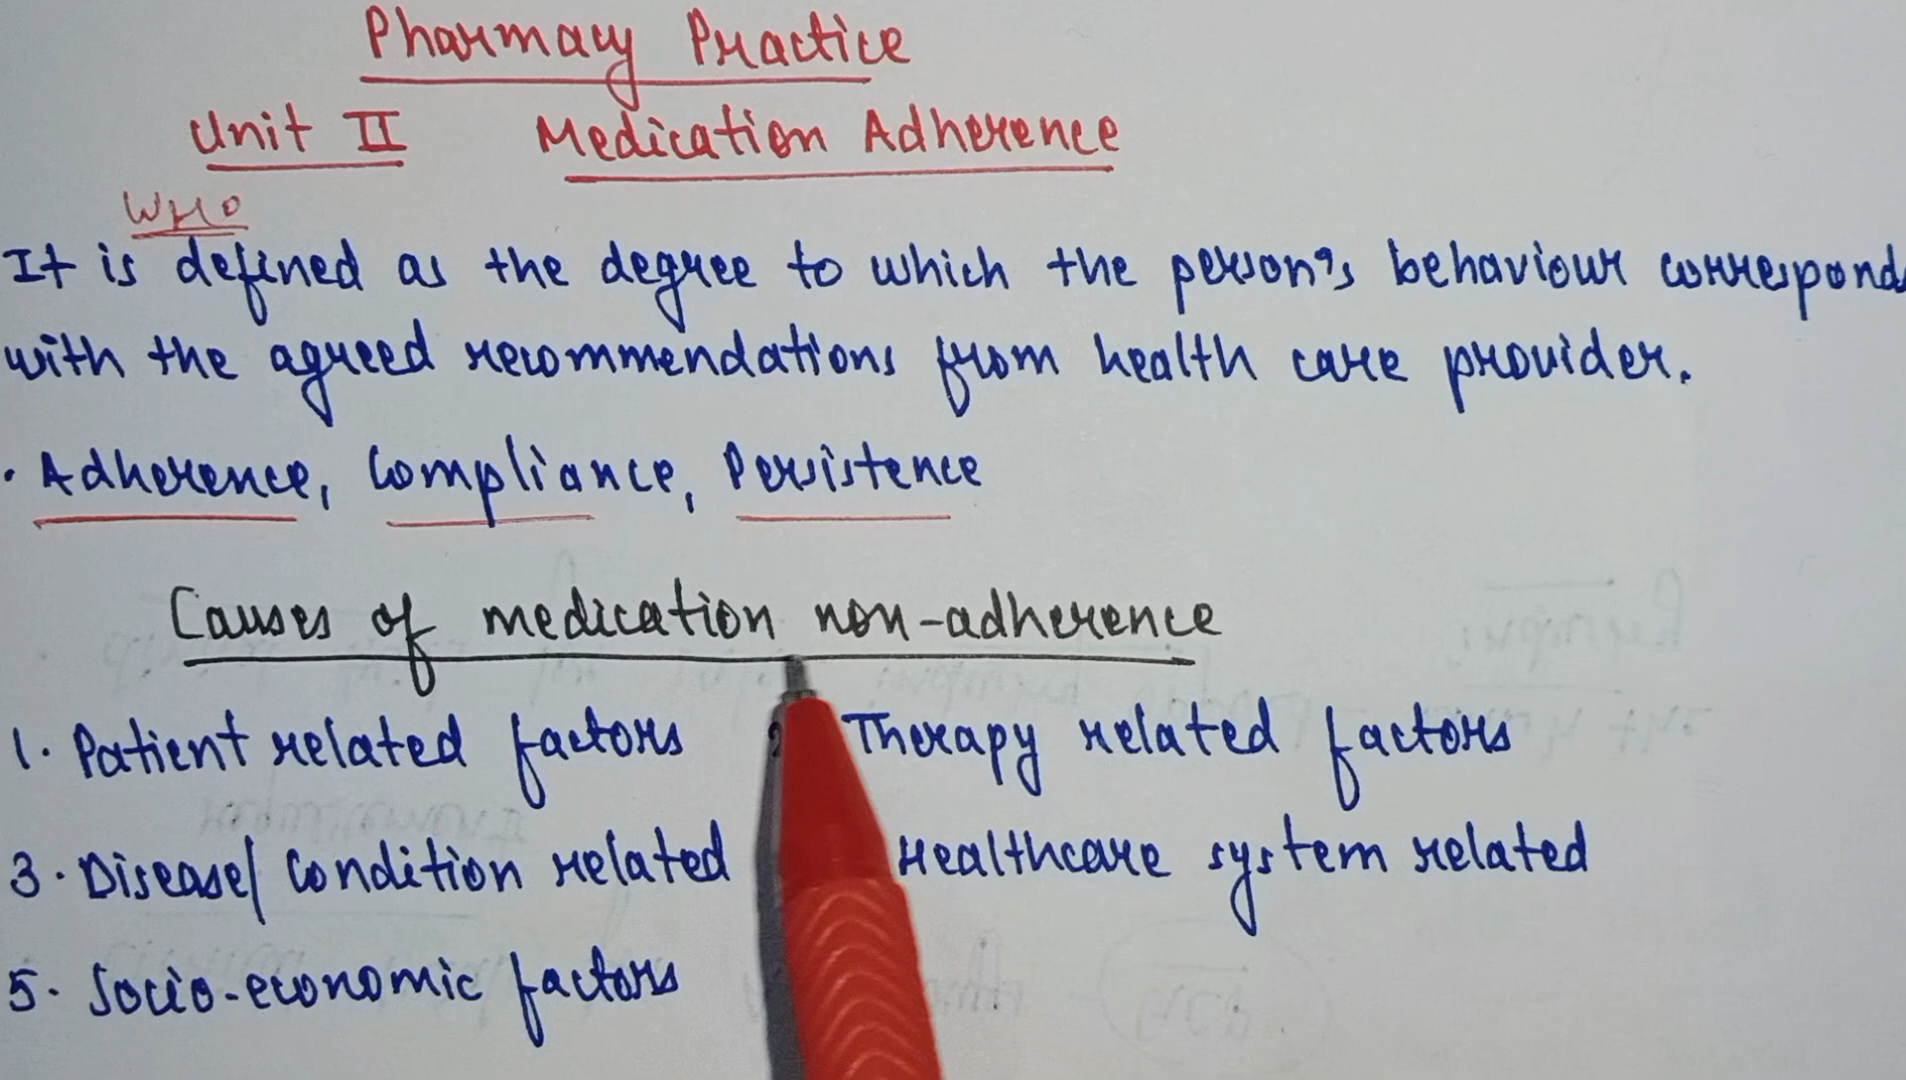 Pharmacy Practice
Unit II Medication Adherence
WHO
It is defined as the degree to which the person's behaviour correspond
with the agreed recommendations from health care provider.
· Adherence, Compliance, Persistence
Causes of medication non-adherence
1. Patient related factors Therapy related factors
3. Disease/ Condition related Healthcare system related
5. Socio-economic factors